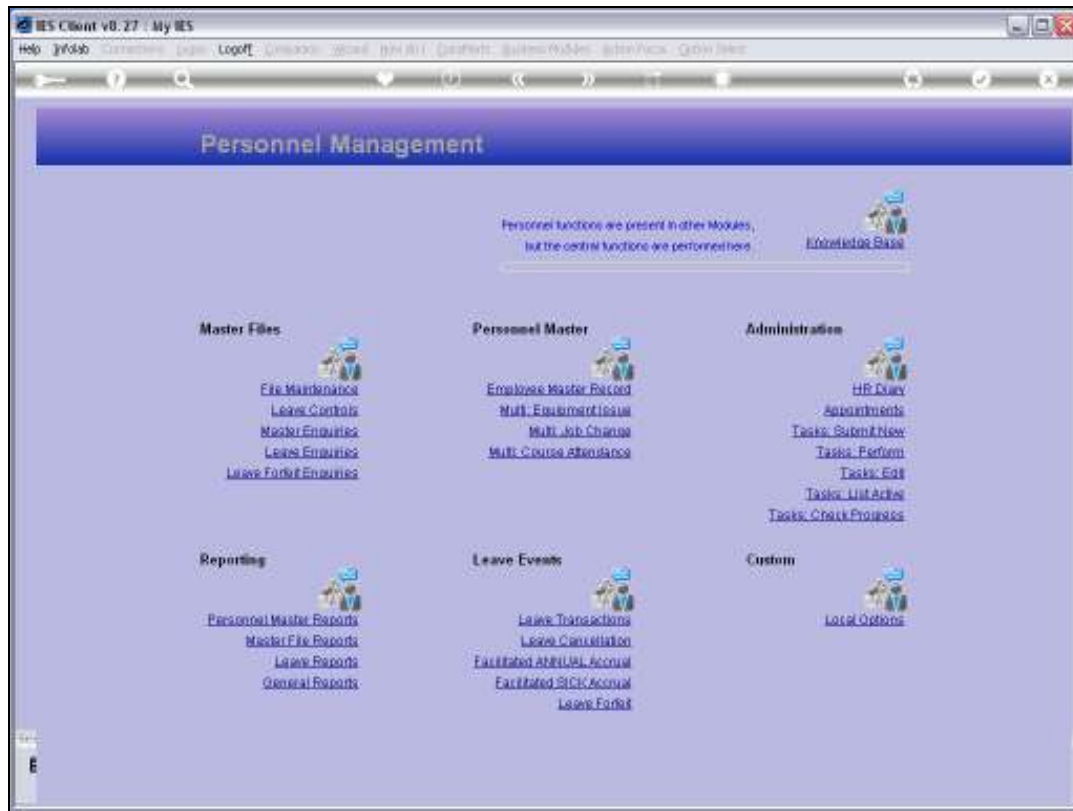 IES Client v8.27 : My IES
Help Infolab Logoff
Personnel Management
Personnel functions are present in other Modules,
but the central functions are performed here
Knowledge Base
Master Files
File Maintenance
Leave Controls
Master Enquiries
Leave Enquiries
Leave Forfeit Enquiries
Personnel Master
Employee Master Record
Multi: Equipment Issue
Multi: Job Change
Multi: Course Attendance
Administration
HR Diary
Appointments
Tasks: Submit New
Tasks: Perform
Tasks: Edit
Tasks: List Active
Tasks: Check Progress
Reporting
Personnel Master Reports
Master File Reports
Leave Reports
General Reports
Leave Events
Leave Transactions
Leave Cancellation
Facilitated ANNUAL Accrual
Facilitated SICK Accrual
Leave Forfeit
Custom
Local Options